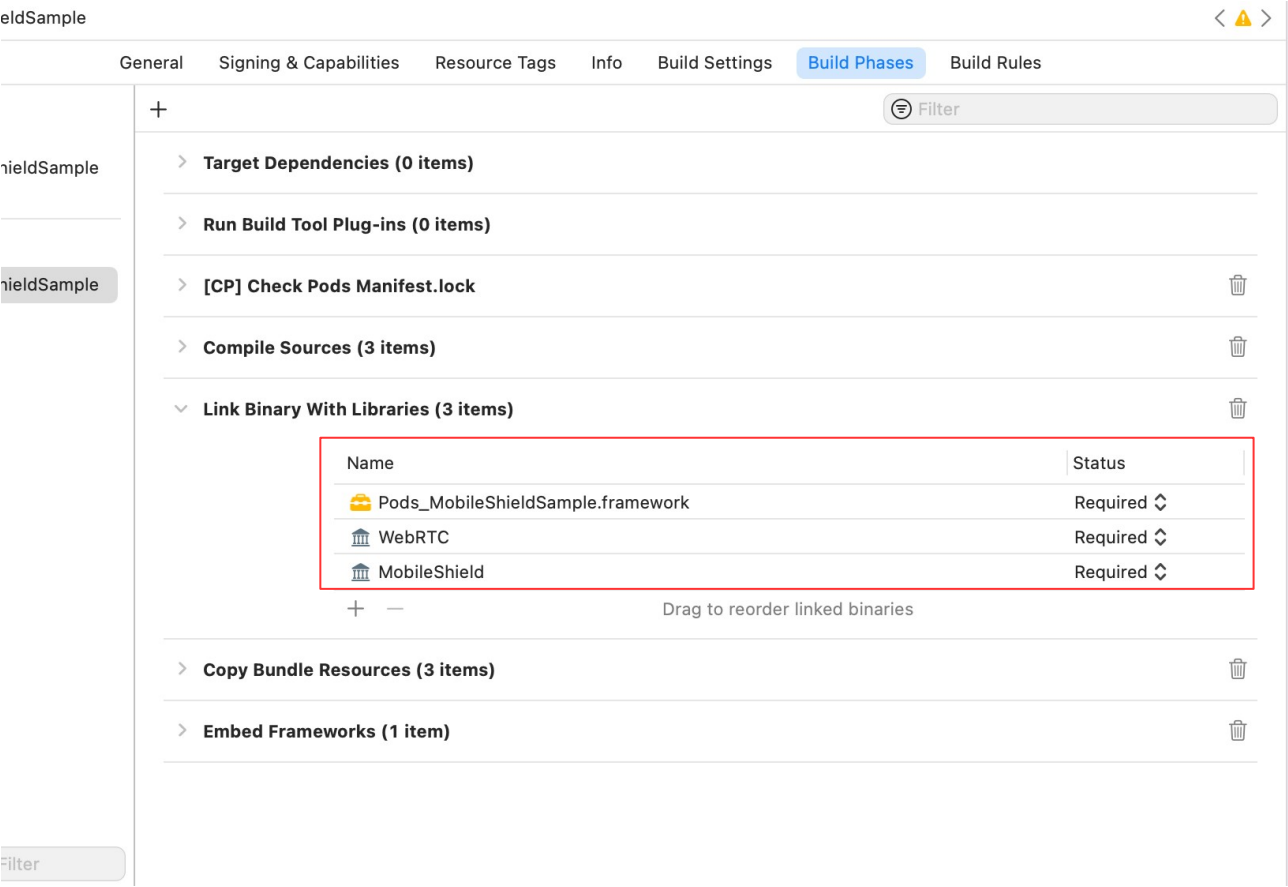 eldSample
General Signing & Capabilities Resource Tags Info Build Settings Build Phases Build Rules
Filter
hieldSample
hieldSample
Target Dependencies (0 items)
Run Build Tool Plug-ins (0 items)
[CP] Check Pods Manifest.lock
Compile Sources (3 items)
Link Binary With Libraries (3 items)
Name Status
Pods_MobileShieldSample.framework Required
WebRTC Required
MobileShield Required
Drag to reorder linked binaries
Copy Bundle Resources (3 items)
Embed Frameworks (1 item)
Filter